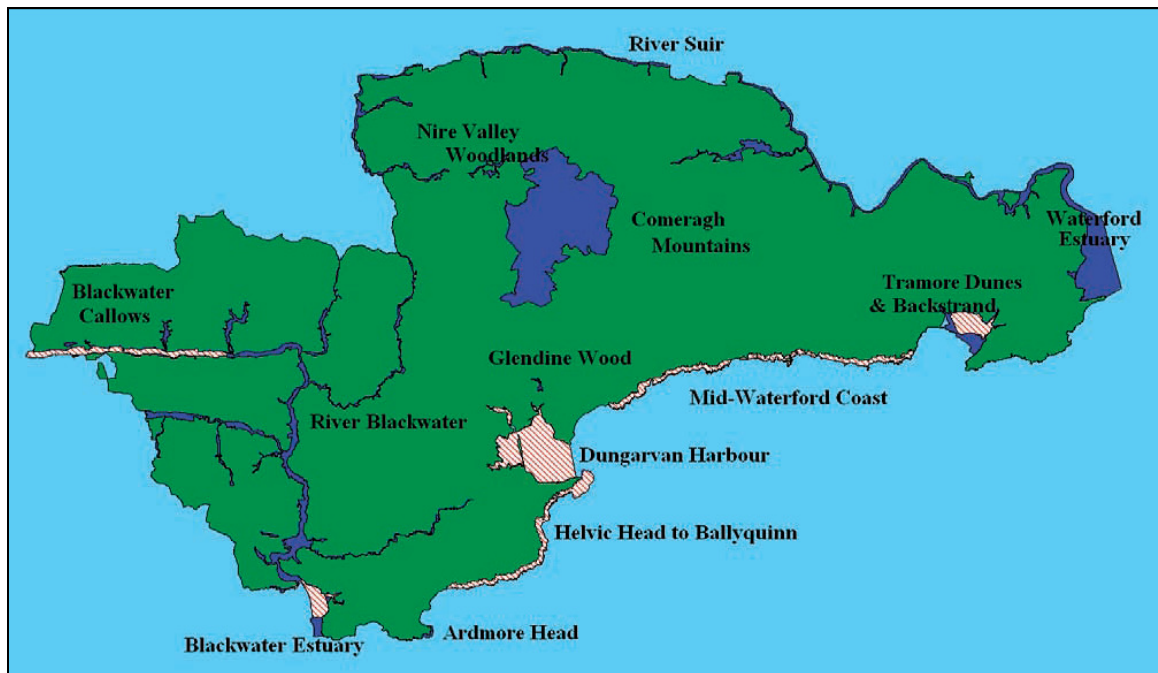 River Suir
Nire Valley
Woodlands
Comeragh
Mountains
Waterford
Estuary
Tramore Dunes
& Backstrand
Blackwater
Callows
Glendine Wood
Mid-Waterford Coast
River Blackwater
Dungarvan Harbour
Helvic Head to Ballyquinn
Ardmore Head
Blackwater Estuary